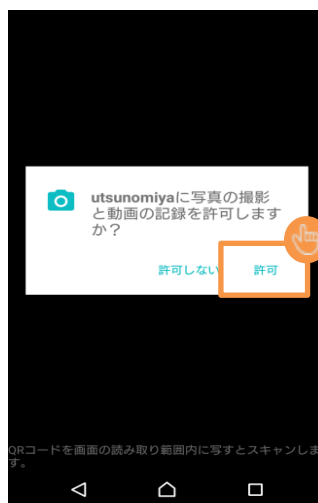 utsunomiyaに写真の撮影
と動画の記録を許可します
か？
許可しない 許可
QRコードを画面の読み取り範囲内に写すとスキャンしま
す。